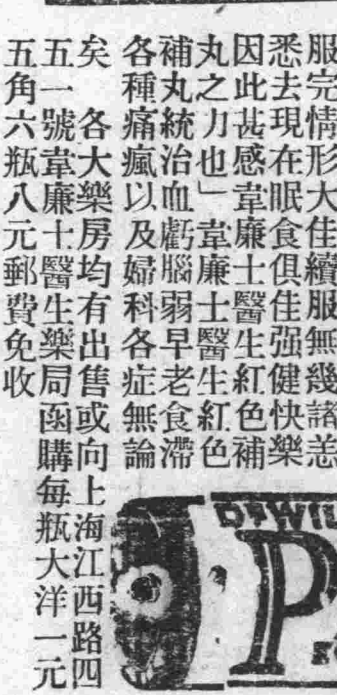 服完情形大佳續服無幾諸恙
悉去現在眠食俱佳强健快樂
因此甚感韋廉士醫生紅色補
丸之力也」韋廉士醫生紅色
補丸統治血虧腦弱早老食滯
各種痛瘋以及婦科各症無論
矣　各大樂房均有出售或向上海江西路四
五一號韋廉士醫生樂局函購每瓶大洋一元
五角六瓶八元郵費免收
DR WIL
P